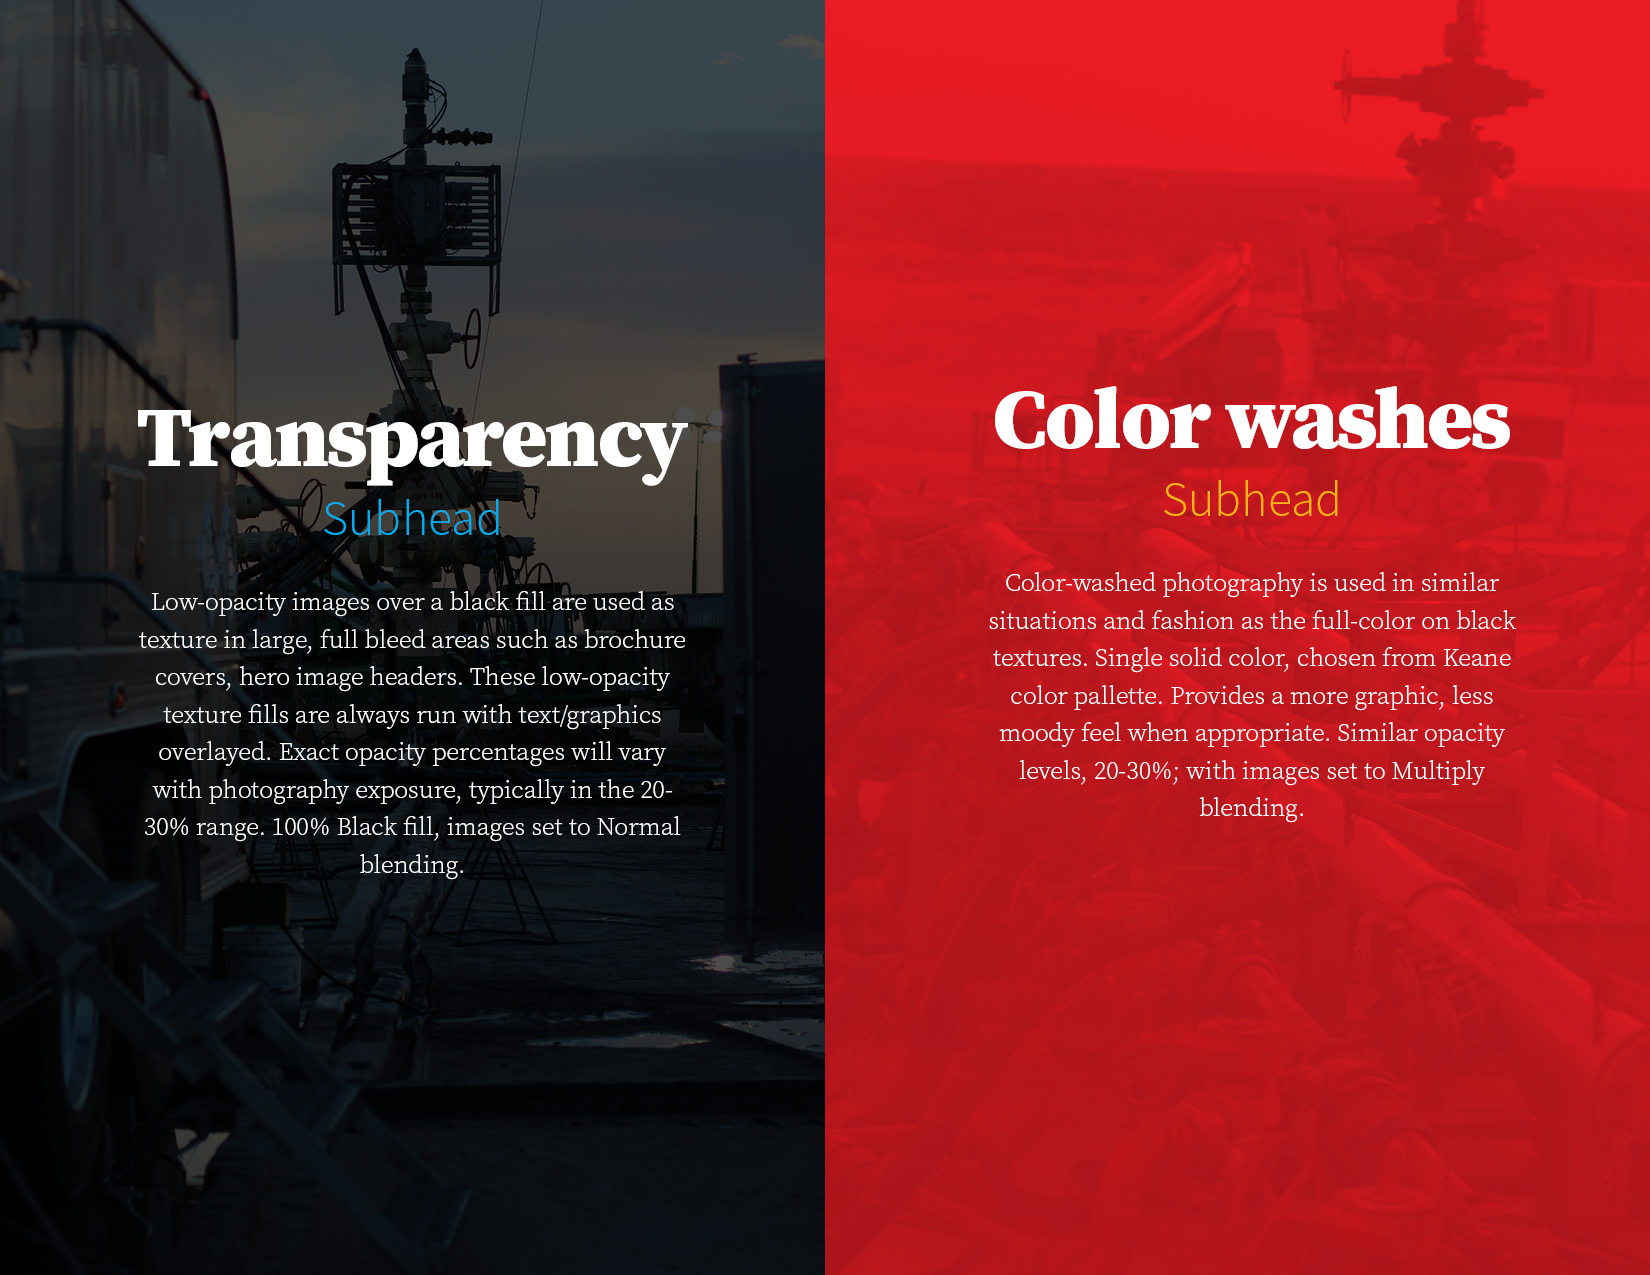 Transparency
Subhead
Low-opacity images over a black fill are used as
texture in large, full bleed areas such as brochure
covers, hero image headers. These low-opacity
texture fills are always run with text/graphics
overlayed. Exact opacity percentages will vary
with photography exposure, typically in the 20-
30% range. 100% Black fill, images set to Normal
blending.
Color washes
Subhead
Color-washed photography is used in similar
situations and fashion as the full-color on black
textures. Single solid color, chosen from Keane
color pallette. Provides a more graphic, less
moody feel when appropriate. Similar opacity
levels, 20-30%; with images set to Multiply
blending.